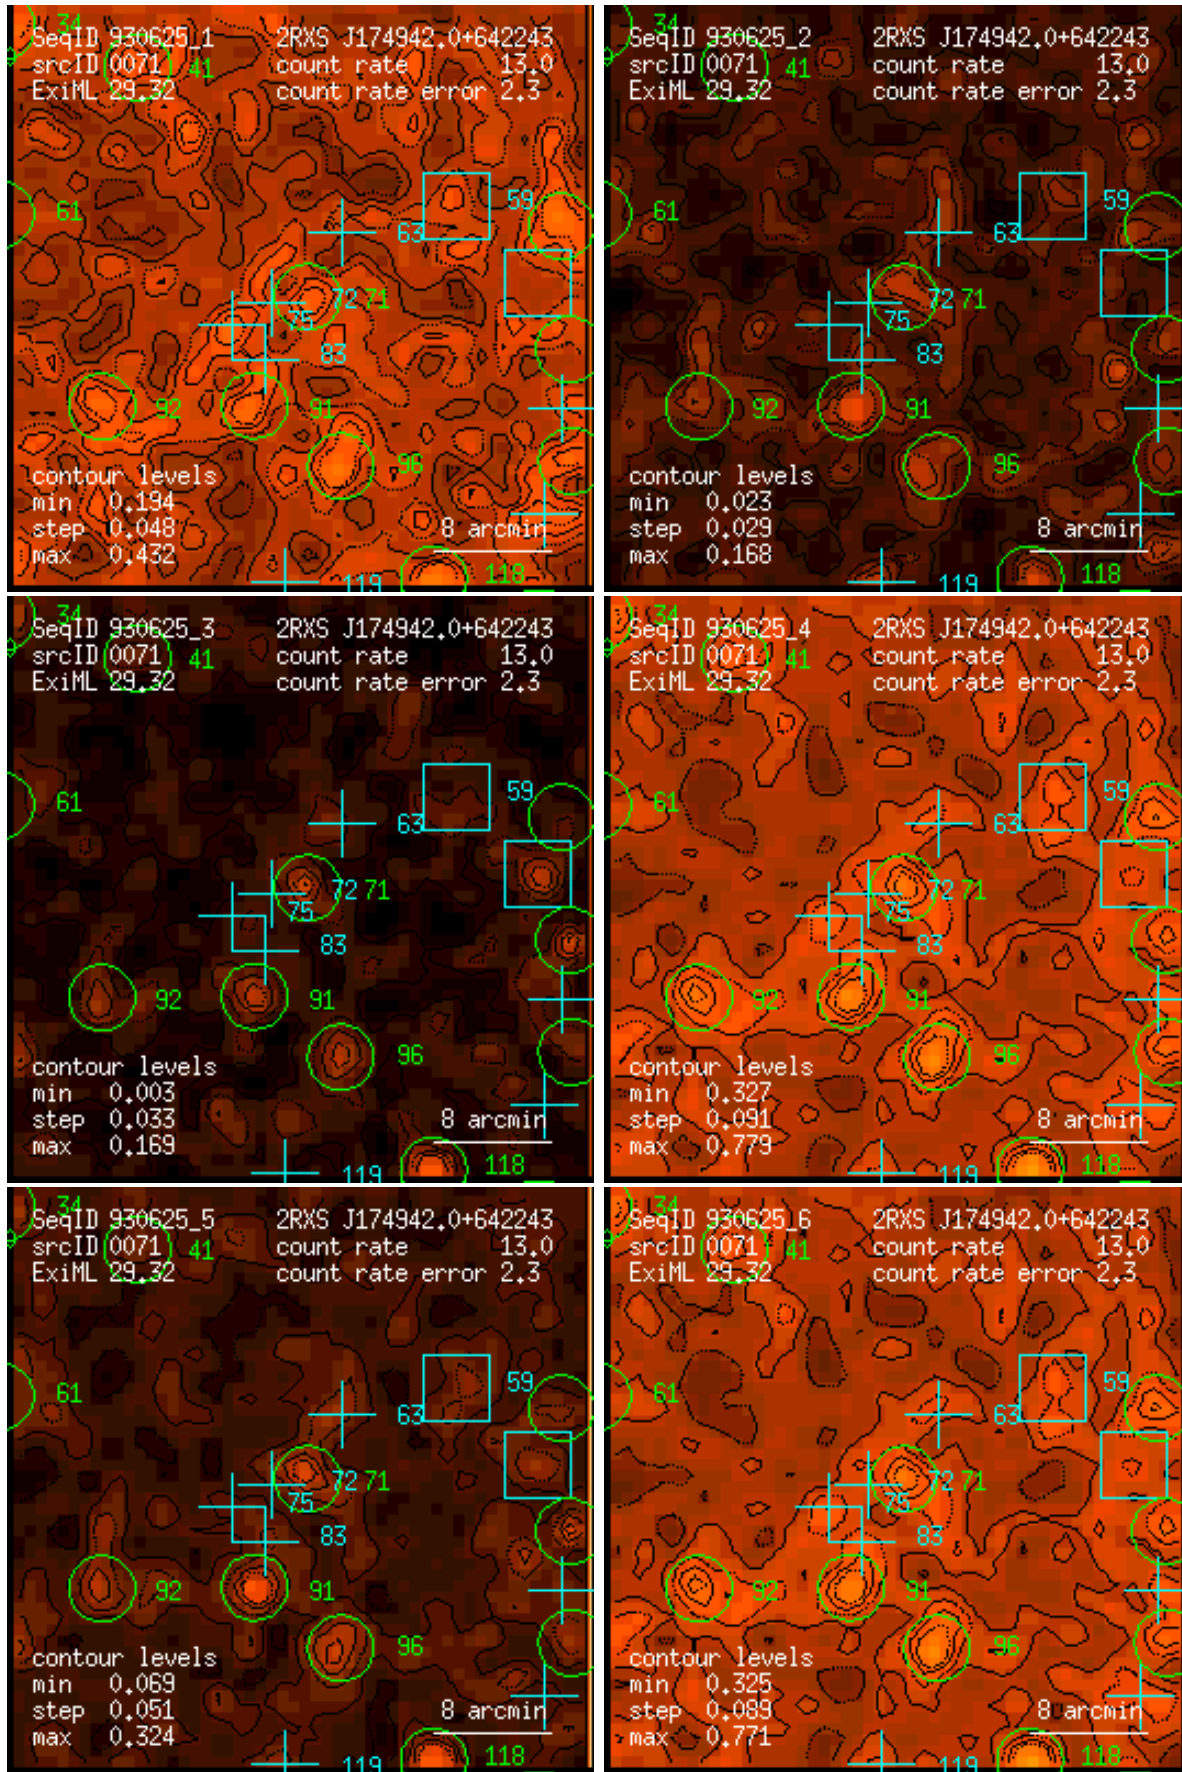 34
SeqID 930625_1 2RXS J174942.0+642243
srcID 0071 41 count rate 13.0
ExiML 29.32 count rate error 2.3
61 59
63
72 71
75
83
92 91
96
contour levels
min 0.194
step 0.048 8 arcmin
max 0.432
119 118
34
SeqID 930625_2 2RXS J174942.0+642243
srcID 0071 41 count rate 13.0
ExiML 29.32 count rate error 2.3
61 59
63
72 71
75
83
92 91
96
contour levels
min 0.023
step 0.029 8 arcmin
max 0.168
119 118
34
SeqID 930625_3 2RXS J174942.0+642243
srcID 0071 41 count rate 13.0
ExiML 29.32 count rate error 2.3
61 59
63
72 71
75
83
92 91
96
contour levels
min 0.003
step 0.033 8 arcmin
max 0.169
119 118
34
SeqID 930625_4 2RXS J174942.0+642243
srcID 0071 41 count rate 13.0
ExiML 29.32 count rate error 2.3
61 59
63
72 71
75
83
92 91
96
contour levels
min 0.327
step 0.091 8 arcmin
max 0.779
119 118
34
SeqID 930625_5 2RXS J174942.0+642243
srcID 0071 41 count rate 13.0
ExiML 29.32 count rate error 2.3
61 59
63
72 71
75
83
92 91
96
contour levels
min 0.069
step 0.051 8 arcmin
max 0.324
119 118
34
SeqID 930625_6 2RXS J174942.0+642243
srcID 0071 41 count rate 13.0
ExiML 29.32 count rate error 2.3
61 59
63
72 71
75
83
92 91
96
contour levels
min 0.325
step 0.089 8 arcmin
max 0.771
119 118